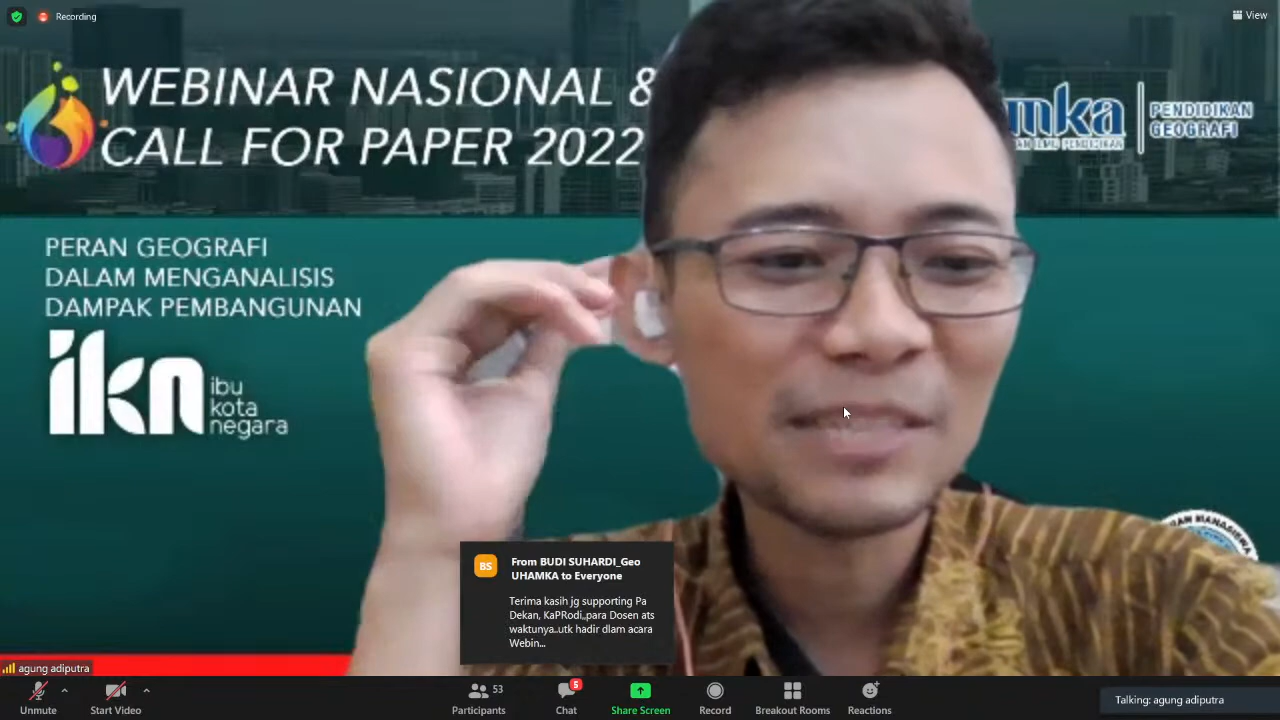 Recording
View
WEBINAR NASIONAL &
CALL FOR PAPER 2022
mka
PENDIDIKAN
GEOGRAFI
PERAN GEOGRAFI
DALAM MENGANALISIS
DAMPAK PEMBANGUNAN
ikn
ibu
kota
negara
BS
From BUDI SUHARDI_Geo
UHAMKA to Everyone
Terima kasih jg supporting Pa
Dekan, KaPRodi,,para Dosen ats
waktunya..utk hadir dlam acara
Webin...
agung adiputra
Unmute
Start Video
Participants
53
Chat
5
Share Screen
Record
Breakout Rooms
Reactions
Talking: agung adiputra